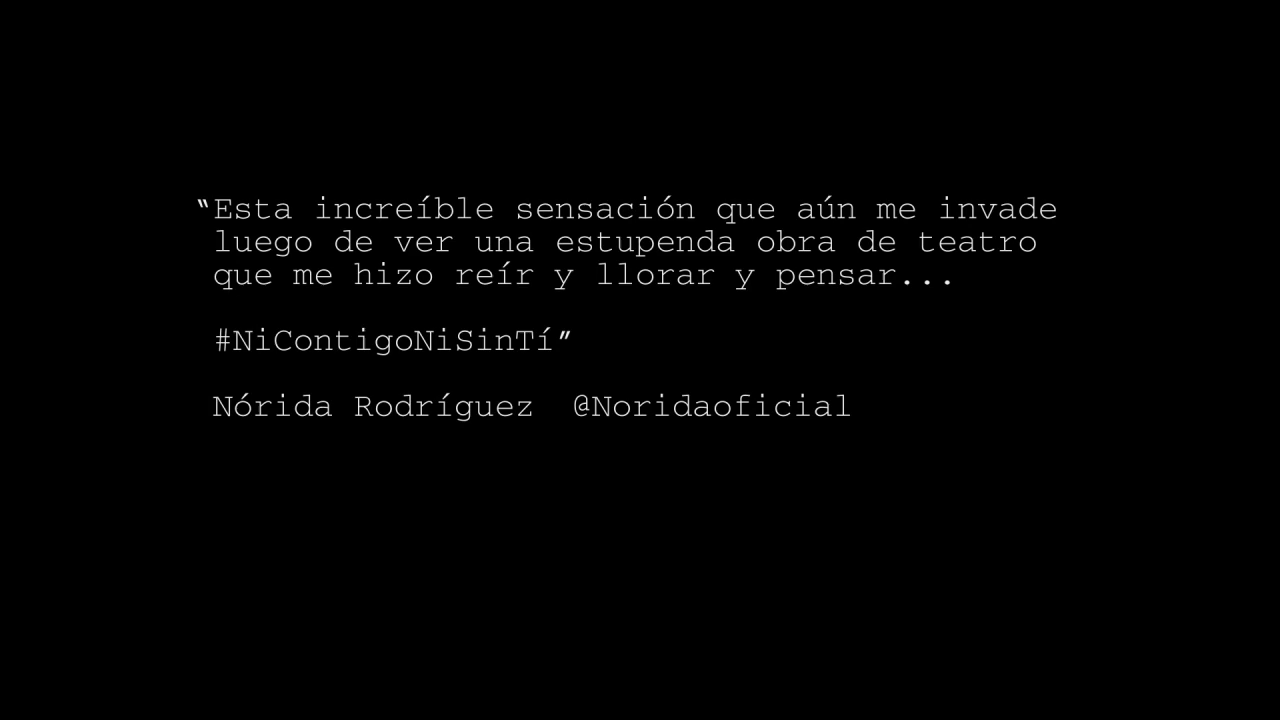 “Esta increíble sensación que aún me invade
luego de ver una estupenda obra de teatro
que me hizo reír y llorar y pensar...
#NiContigoNiSinTí”
Nórida Rodríguez @Noridaoficial